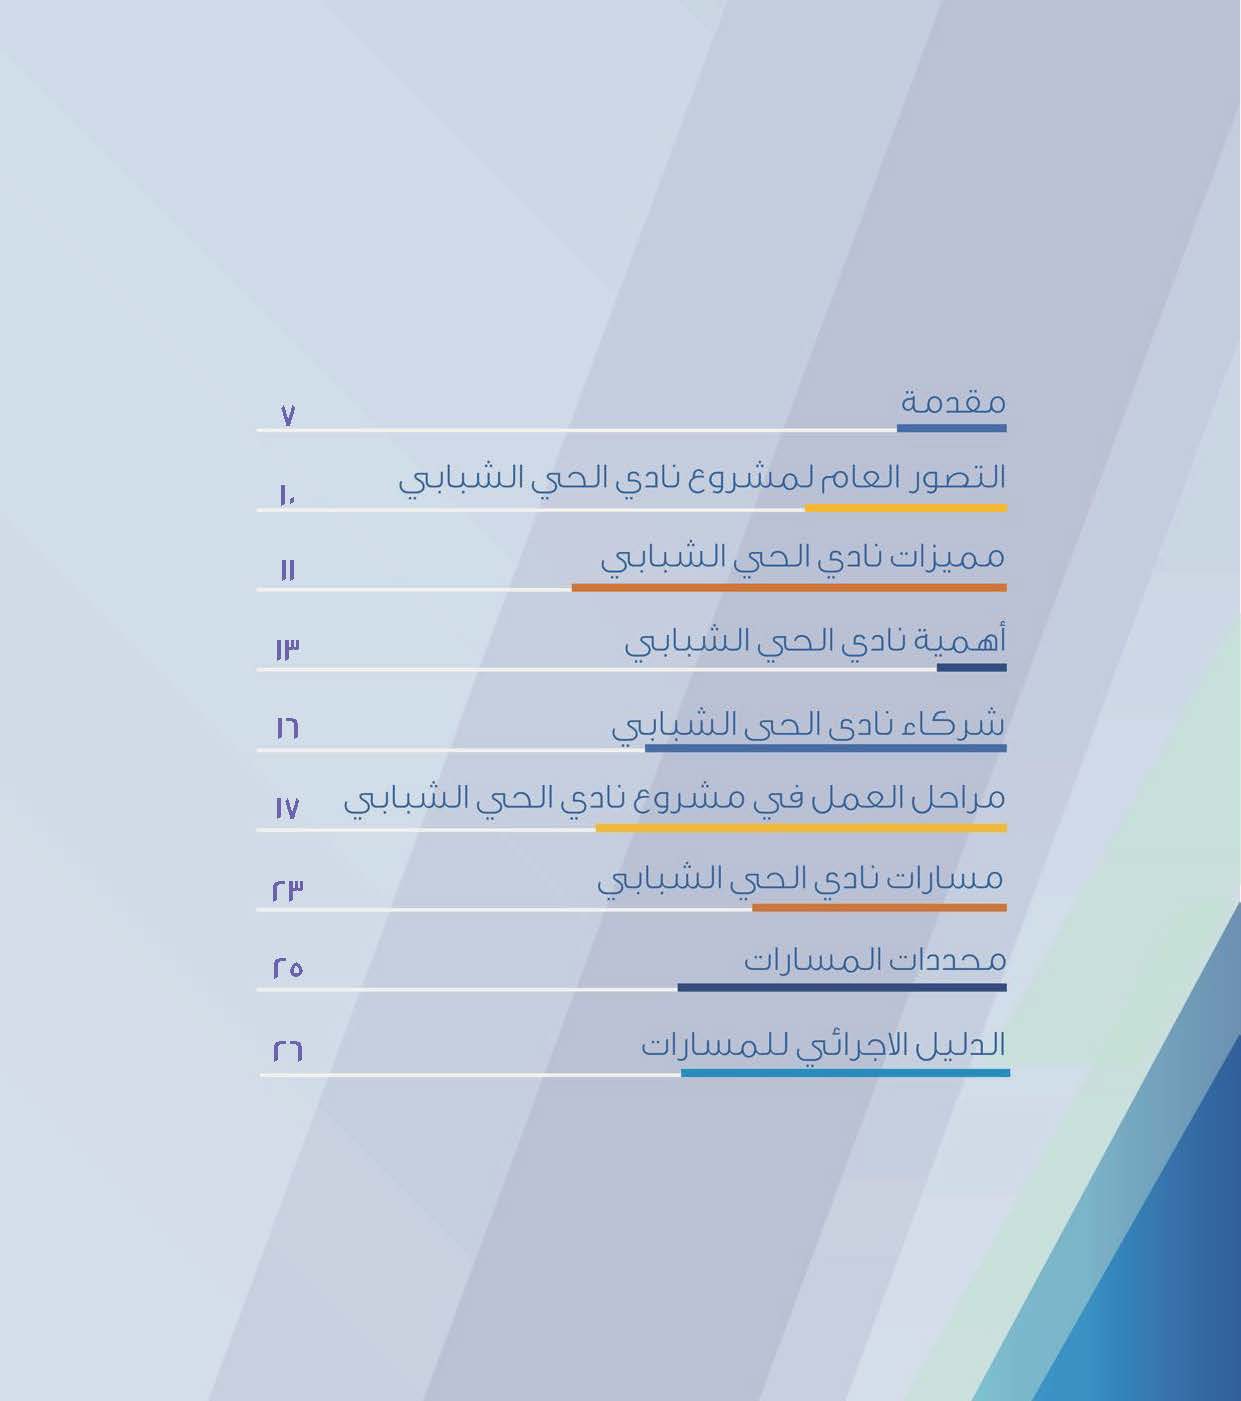 مقدمة ٧
التصور العام لمشروع نادي الحي الشبابي ١٠
مميزات نادي الحي الشبابي ١١
أهمية نادي الحي الشبابي ١٣
شركاء نادى الحى الشبابي ١٦
مراحل العمل في مشروع نادي الحي الشبابي ١٧
مسارات نادي الحي الشبابي ٢٣
محددات المسارات ٢٥
الدليل الاجرائي للمسارات ٢٦